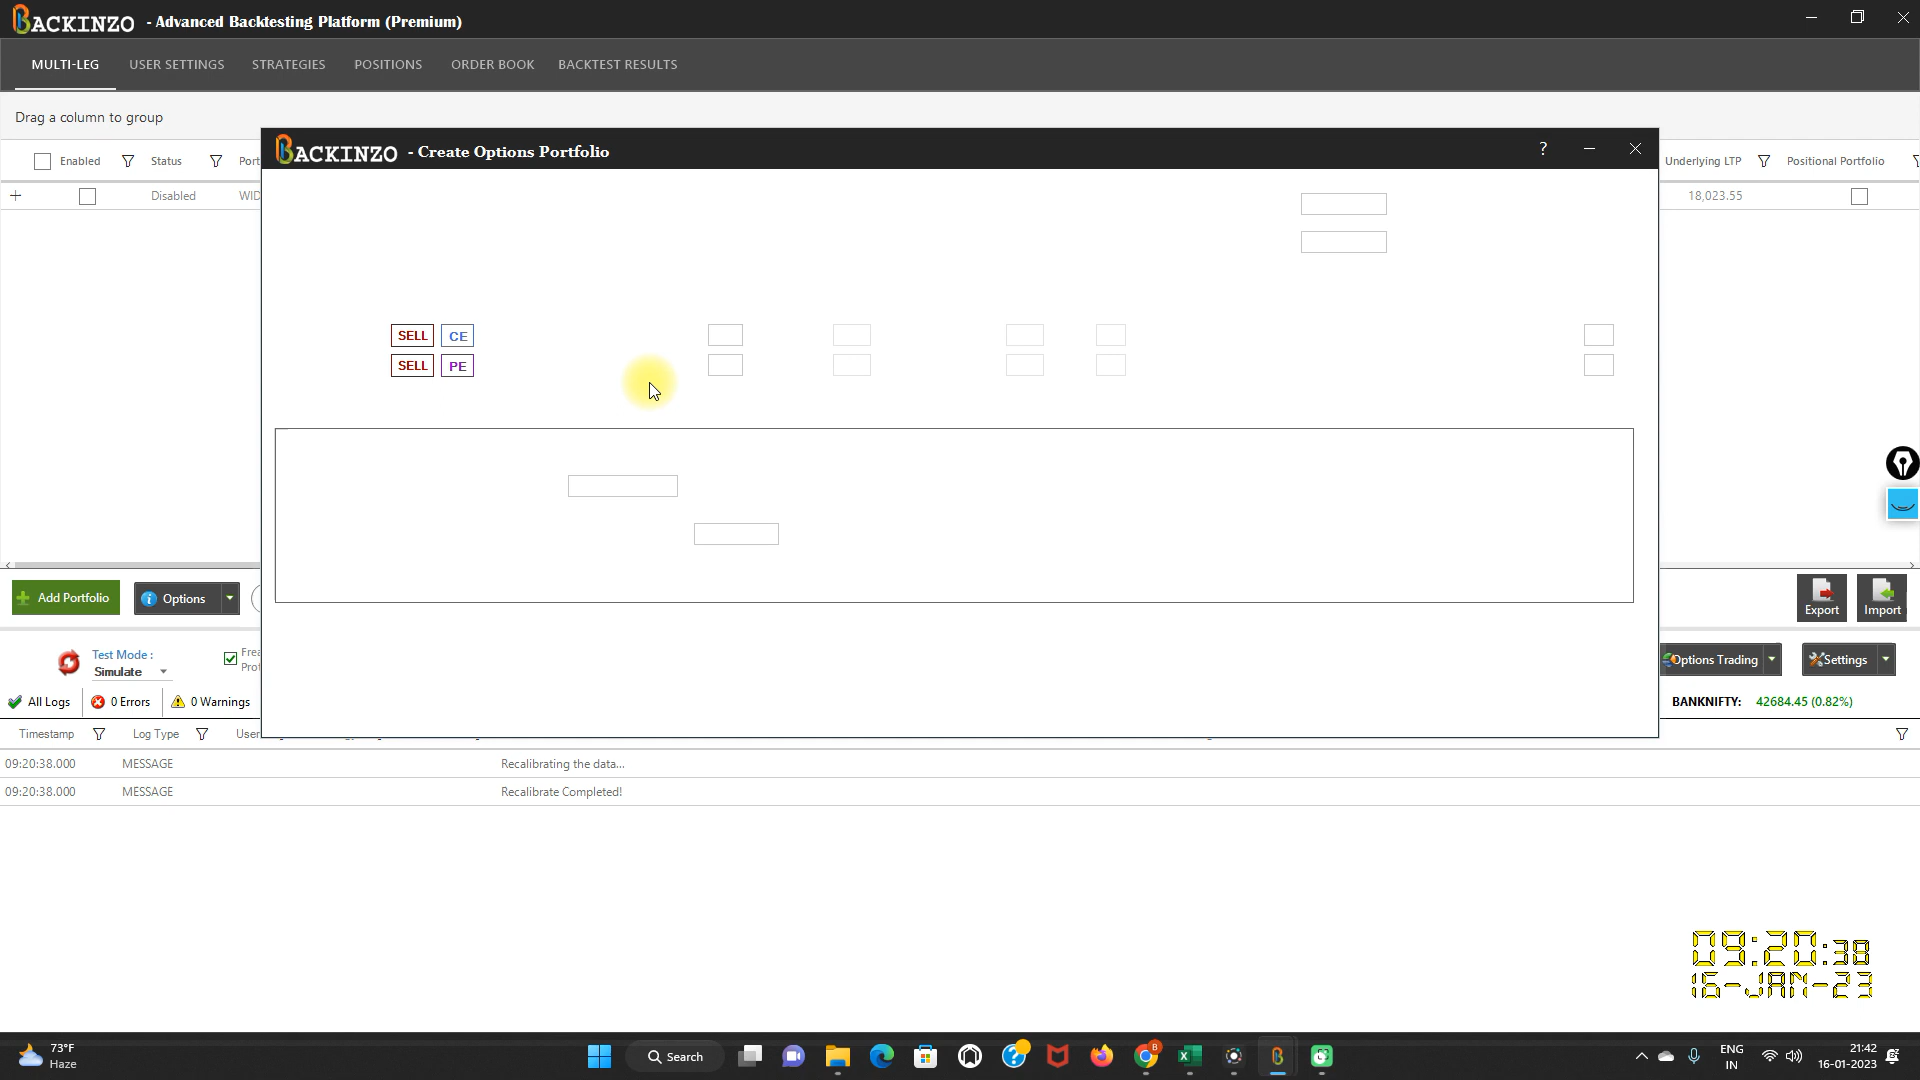 BACKINZO - Advanced Backtesting Platform (Premium)
MULTI-LEG USER SETTINGS STRATEGIES POSITIONS ORDER BOOK BACKTEST RESULTS
Drag a column to group
BACKINZO - Create Options Portfolio ?
Enabled Status Port Underlying LTP Positional Portfolio
Disabled WID 18,023.55
SELL CE
SELL PE
Add Portfolio Options Export Import
Test Mode :
Simulate
Options Trading Settings
All Logs 0 Errors 0 Warnings BANKNIFTY: 42684.45 (0.82%)
Timestamp Log Type User
09:20:38.000 MESSAGE Recalibrating the data...
09:20:38.000 MESSAGE Recalibrate Completed!
09:20:38
16-JAN-23
73°F
Haze
Search
ENG
IN
21:42
16-01-2023